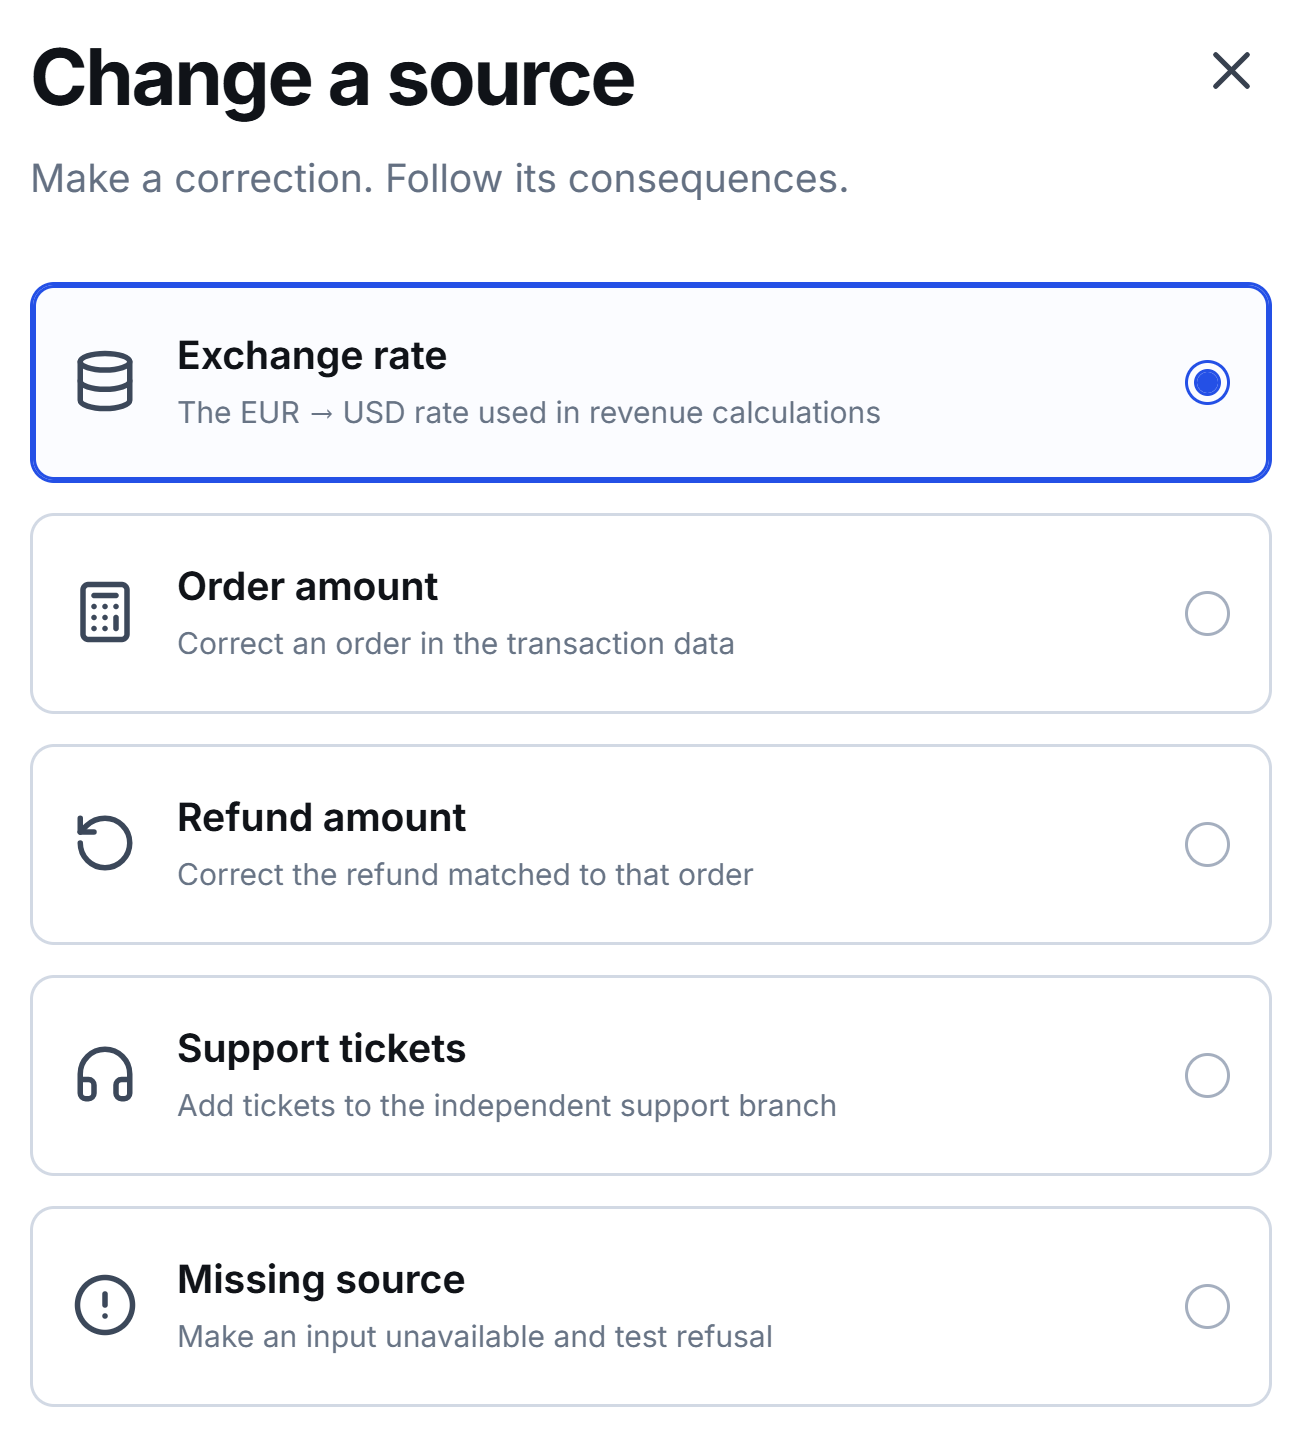 Change a source
Make a correction. Follow its consequences.
Exchange rate
The EUR → USD rate used in revenue calculations
Order amount
Correct an order in the transaction data
Refund amount
Correct the refund matched to that order
Support tickets
Add tickets to the independent support branch
Missing source
Make an input unavailable and test refusal